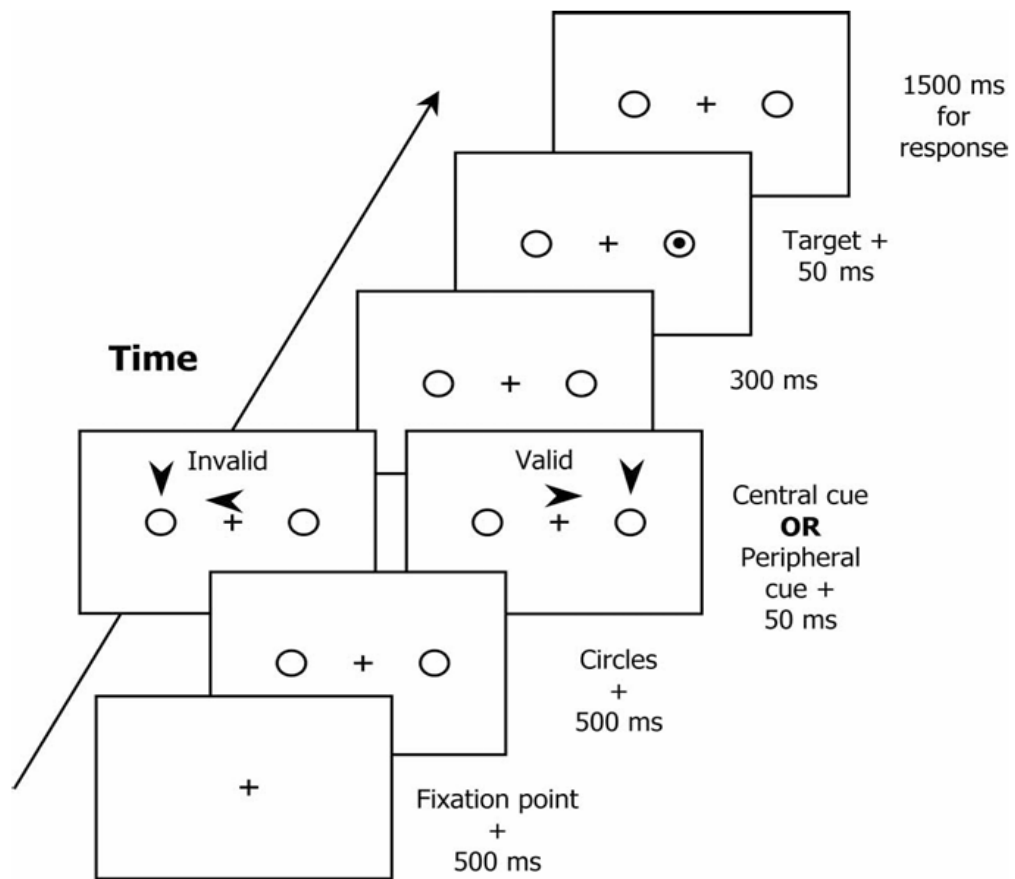 1500 ms
for
response
Target +
50 ms
Time
300 ms
Invalid
Valid
Central cue
OR
Peripheral
cue +
50 ms
Circles
+
500 ms
Fixation point
+
500 ms